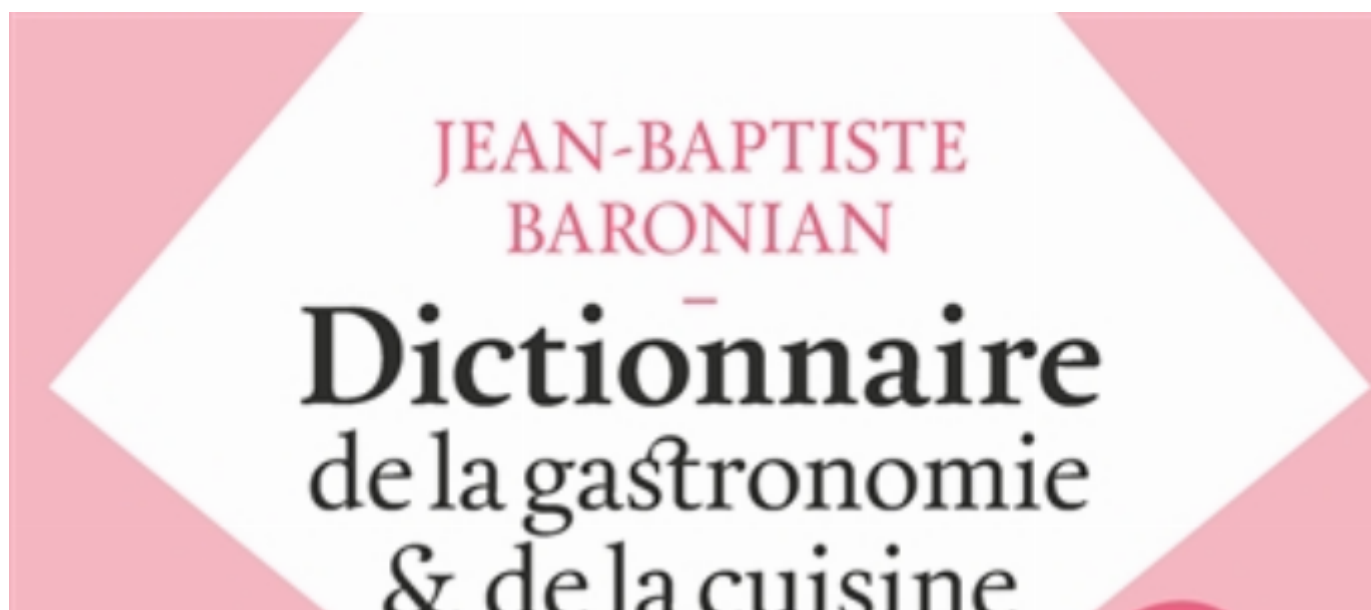 JEAN-BAPTISTE
BARONIAN
–
Dictionnaire
de la gastronomie
& de la cuisine